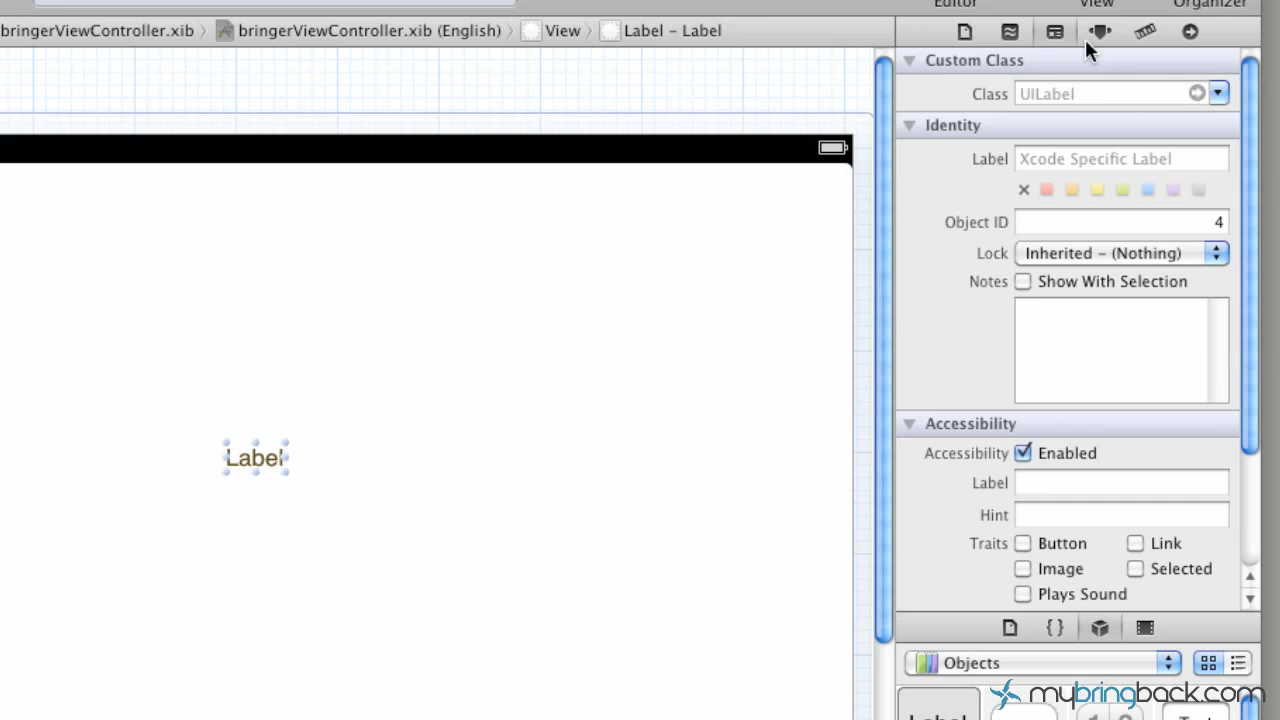 Editor View Organizer
bringerViewController.xib bringerViewController.xib (English) View Label – Label
Custom Class
Class UILabel
Identity
Label Xcode Specific Label
Object ID 4
Lock Inherited – (Nothing)
Notes Show With Selection
Label
Accessibility
Accessibility Enabled
Label
Hint
Traits Button Link
Image Selected
Plays Sound
{}
Objects
mybringback.com
Label